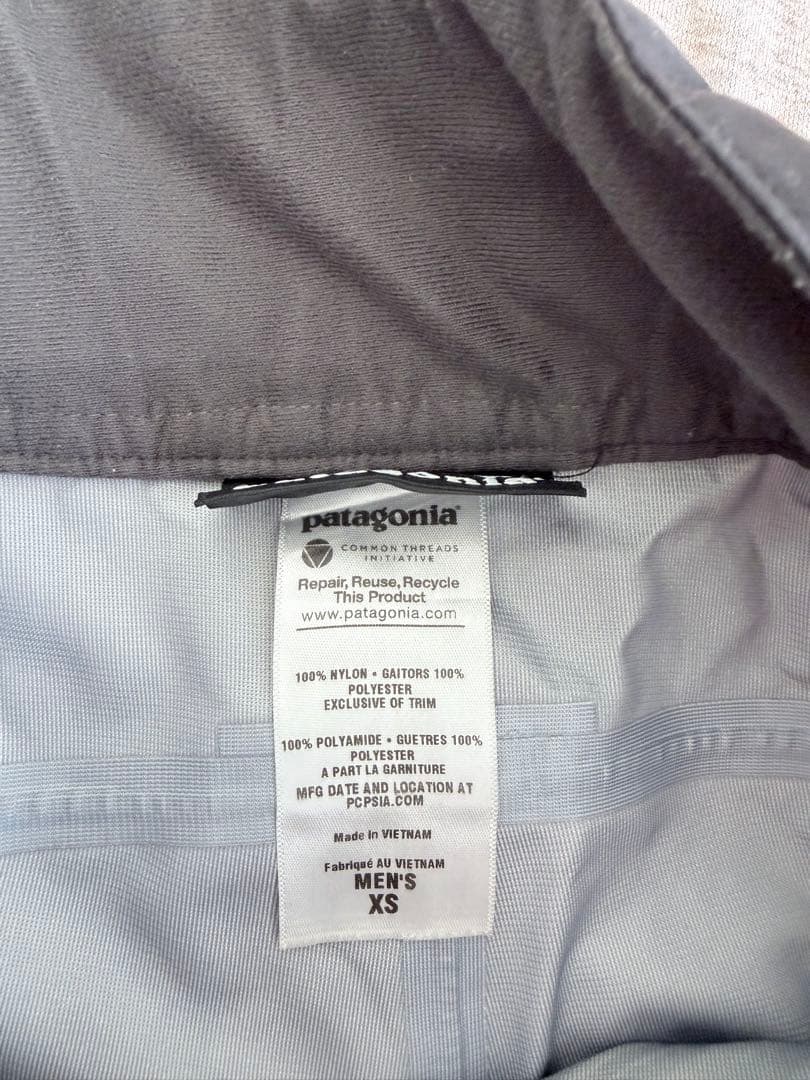 patagonia
COMMON THREADS
INITIATIVE
Repair, Reuse, Recycle
This Product
www.patagonia.com
100% NYLON • GAITORS 100%
POLYESTER
EXCLUSIVE OF TRIM
100% POLYAMIDE • GUETRES 100%
POLYESTER
A PART LA GARNITURE
MFG DATE AND LOCATION AT
PCPSIA.COM
Made in VIETNAM
Fabriqué AU VIETNAM
MEN'S
XS